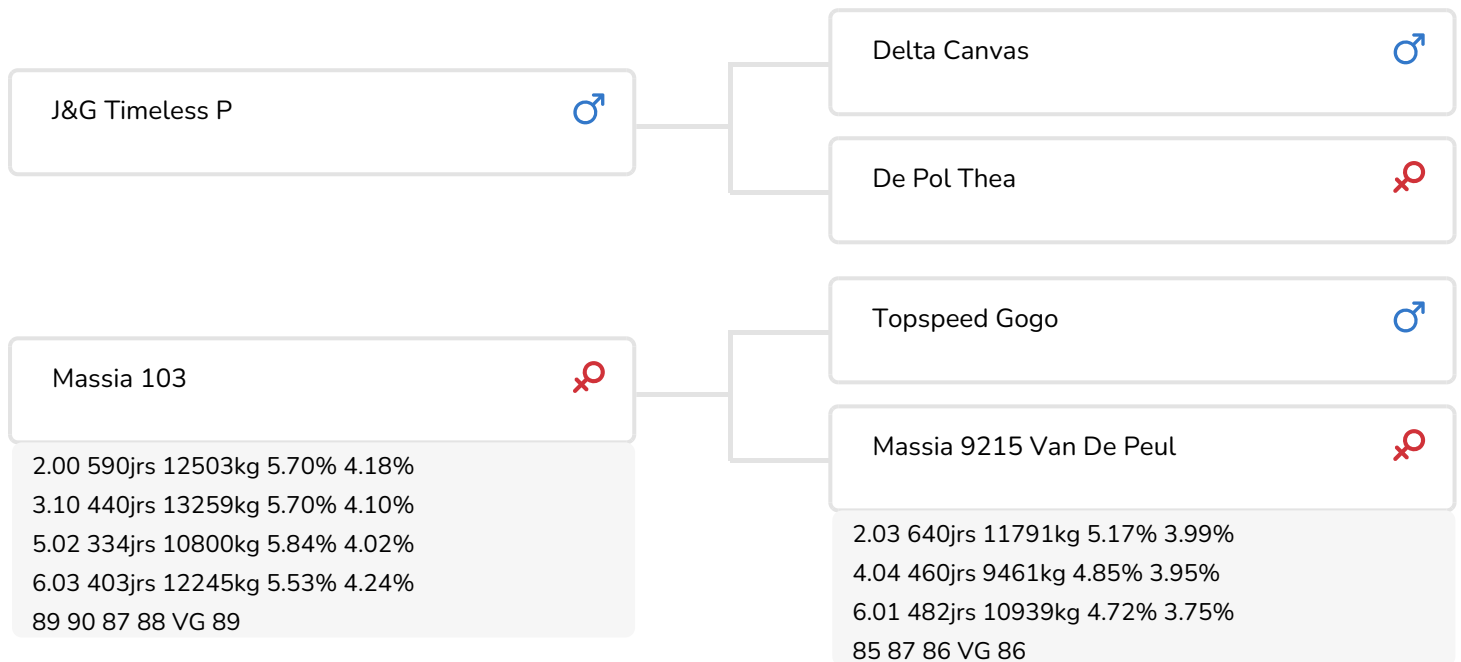 J&G Timeless P
Delta Canvas
De Pol Thea
Massia 103
2.00 590jrs 12503kg 5.70% 4.18%
3.10 440jrs 13259kg 5.70% 4.10%
5.02 334jrs 10800kg 5.84% 4.02%
6.03 403jrs 12245kg 5.53% 4.24%
89 90 87 88 VG 89
Topspeed Gogo
Massia 9215 Van De Peul
2.03 640jrs 11791kg 5.17% 3.99%
4.04 460jrs 9461kg 4.85% 3.95%
6.01 482jrs 10939kg 4.72% 3.75%
85 87 86 VG 86